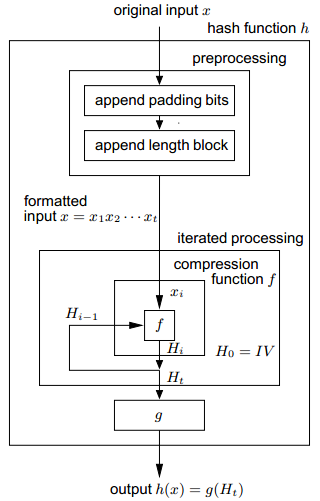 original input x
hash function h
preprocessing
append padding bits
append length block
formatted
input x = x₁x₂ ⋯ xₜ
iterated processing
compression
function f
xᵢ
Hᵢ₋₁
f
Hᵢ
H₀ = IV
Hₜ
g
output h(x) = g(Hₜ)